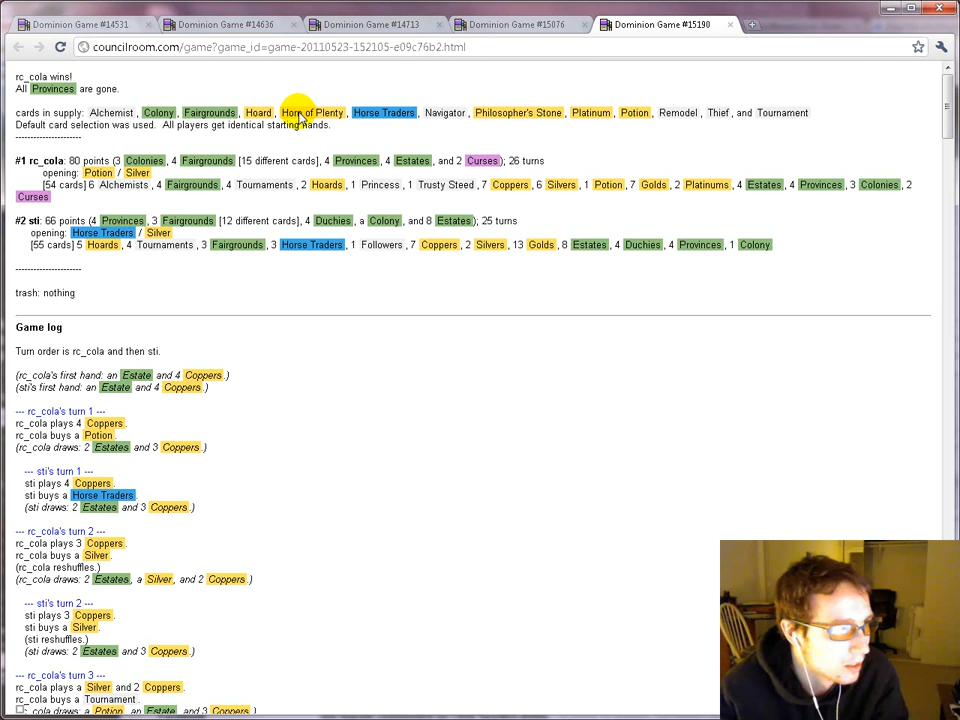 Dominion Game #14531
Dominion Game #14636
Dominion Game #14713
Dominion Game #15076
Dominion Game #15190
councilroom.com/game?game_id=game-20110523-152105-e09c76b2.html
rc_cola wins!
All Provinces are gone.
cards in supply: Alchemist , Colony, Fairgrounds, Hoard, Horn of Plenty, Horse Traders, Navigator, Philosopher's Stone, Platinum, Potion, Remodel, Thief, and Tournament
Default card selection was used. All players get identical starting hands.
----------------------
#1 rc_cola: 80 points (3 Colonies, 4 Fairgrounds [15 different cards], 4 Provinces, 4 Estates, and 2 Curses); 26 turns
opening: Potion / Silver
[54 cards] 6 Alchemists, 4 Fairgrounds, 4 Tournaments, 2 Hoards, 1 Princess, 1 Trusty Steed, 7 Coppers, 6 Silvers, 1 Potion, 7 Golds, 2 Platinums, 4 Estates, 4 Provinces, 3 Colonies, 2
Curses
#2 sti: 66 points (4 Provinces, 3 Fairgrounds [12 different cards], 4 Duchies, a Colony, and 8 Estates); 25 turns
opening: Horse Traders / Silver
[55 cards] 5 Hoards, 4 Tournaments, 3 Fairgrounds, 3 Horse Traders, 1 Followers, 7 Coppers, 2 Silvers, 13 Golds, 8 Estates, 4 Duchies, 4 Provinces, 1 Colony
----------------------
trash: nothing
Game log
Turn order is rc_cola and then sti.
(rc_cola's first hand: an Estate and 4 Coppers.)
(sti's first hand: an Estate and 4 Coppers.)
--- rc_cola's turn 1 ---
rc_cola plays 4 Coppers.
rc_cola buys a Potion.
(rc_cola draws: 2 Estates and 3 Coppers.)
--- sti's turn 1 ---
sti plays 4 Coppers.
sti buys a Horse Traders.
(sti draws: 2 Estates and 3 Coppers.)
--- rc_cola's turn 2 ---
rc_cola plays 3 Coppers.
rc_cola buys a Silver.
(rc_cola reshuffles.)
(rc_cola draws: 2 Estates, a Silver, and 2 Coppers.)
--- sti's turn 2 ---
sti plays 3 Coppers.
sti buys a Silver.
(sti reshuffles.)
(sti draws: 2 Estates and 3 Coppers.)
--- rc_cola's turn 3 ---
rc_cola plays a Silver and 2 Coppers.
rc_cola buys a Tournament.
(rc_cola draws: a Potion, an Estate, and 3 Coppers.)